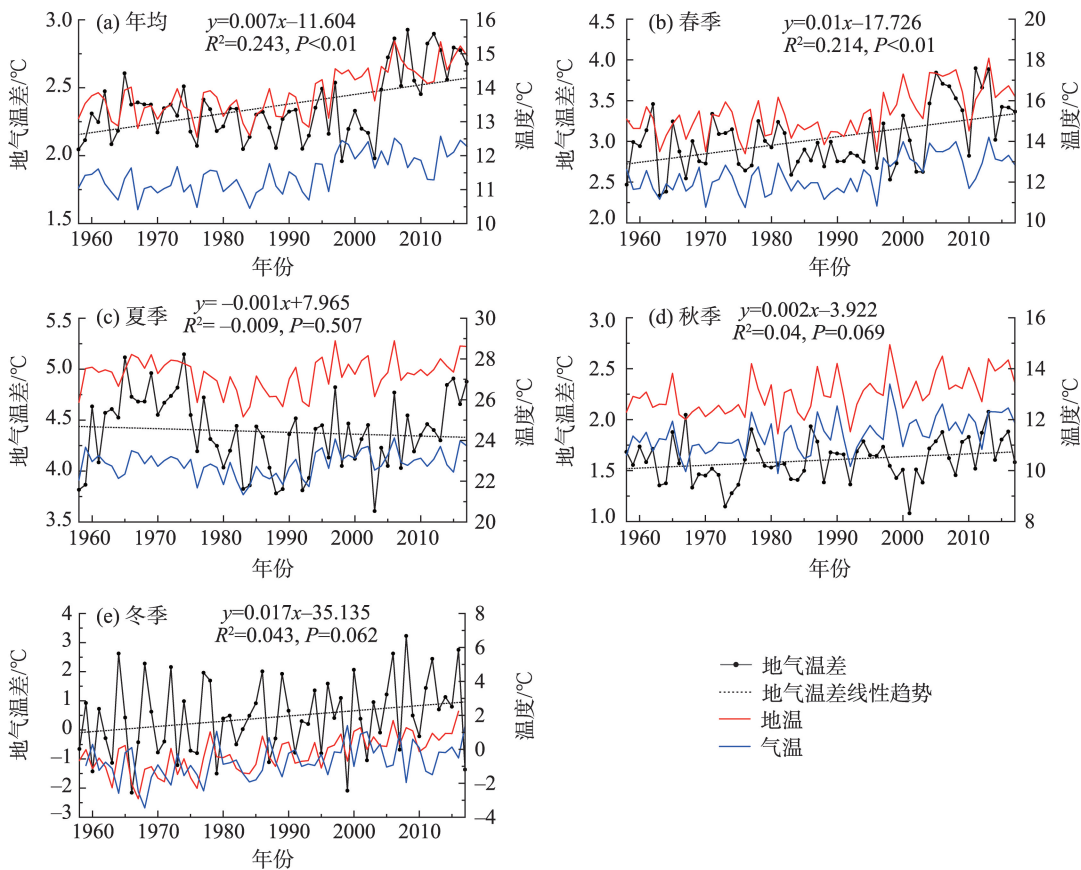 (a) 年均
y=0.007x–11.604
R²=0.243, P<0.01
地气温差/℃
3.0
2.5
2.0
1.5
温度/℃
16
15
14
13
12
11
10
1960 1970 1980 1990 2000 2010
年份
(b) 春季
y=0.01x–17.726
R²=0.214, P<0.01
地气温差/℃
4.5
4.0
3.5
3.0
2.5
2.0
温度/℃
20
18
16
14
12
10
1960 1970 1980 1990 2000 2010
年份
(c) 夏季
y= –0.001x+7.965
R²= –0.009, P=0.507
地气温差/℃
5.5
5.0
4.5
4.0
3.5
温度/℃
30
28
26
24
22
20
1960 1970 1980 1990 2000 2010
年份
(d) 秋季
y=0.002x–3.922
R²=0.04, P=0.069
地气温差/℃
3.0
2.5
2.0
1.5
1.0
温度/℃
16
14
12
10
8
1960 1970 1980 1990 2000 2010
年份
(e) 冬季
y=0.017x–35.135
R²=0.043, P=0.062
地气温差/℃
4
3
2
1
0
–1
–2
–3
温度/℃
8
6
4
2
0
–2
–4
1960 1970 1980 1990 2000 2010
年份
地气温差
地气温差线性趋势
地温
气温